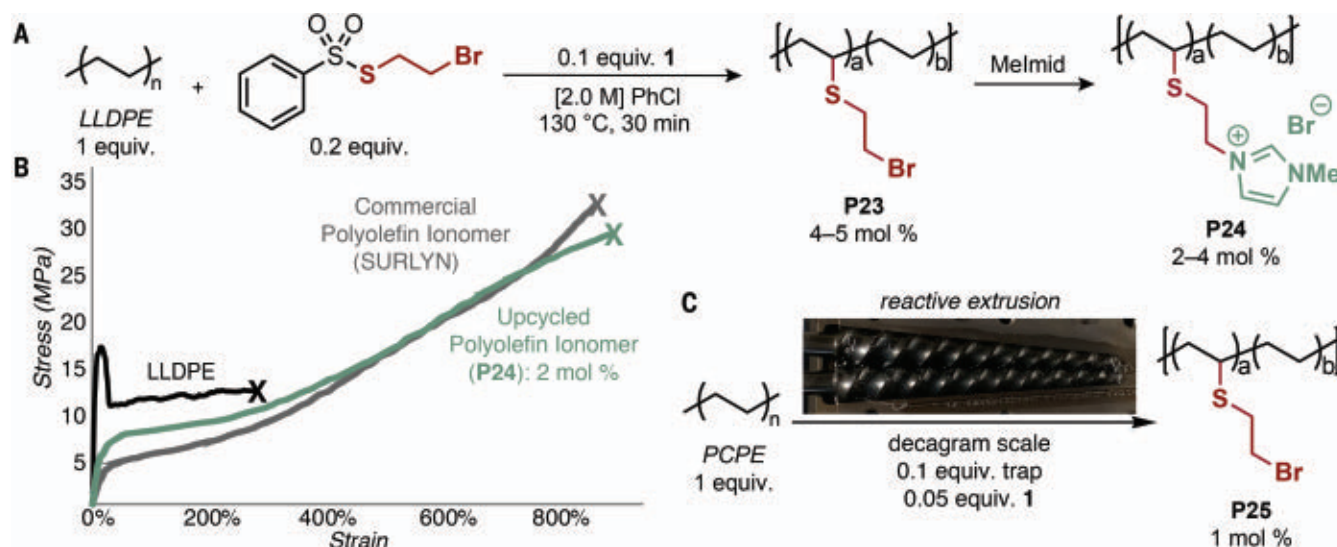 A
LLDPE
1 equiv.
n
+
O O
S
S
Br
0.2 equiv.
0.1 equiv. 1
[2.0 M] PhCl
130 °C, 30 min
a b
S
Br
P23
4–5 mol %
MeImid
a b
S
Br⊖
⊕
N
NMe
P24
2–4 mol %
B
35
30
25
20
15
10
5
Stress (MPa)
0% 200% 400% 600% 800%
Strain
Commercial
Polyolefin Ionomer
(SURLYN)
X
X
Upcycled
Polyolefin Ionomer
(P24): 2 mol %
LLDPE
X
C
reactive extrusion
n
PCPE
1 equiv.
decagram scale
0.1 equiv. trap
0.05 equiv. 1
a b
S
Br
P25
1 mol %